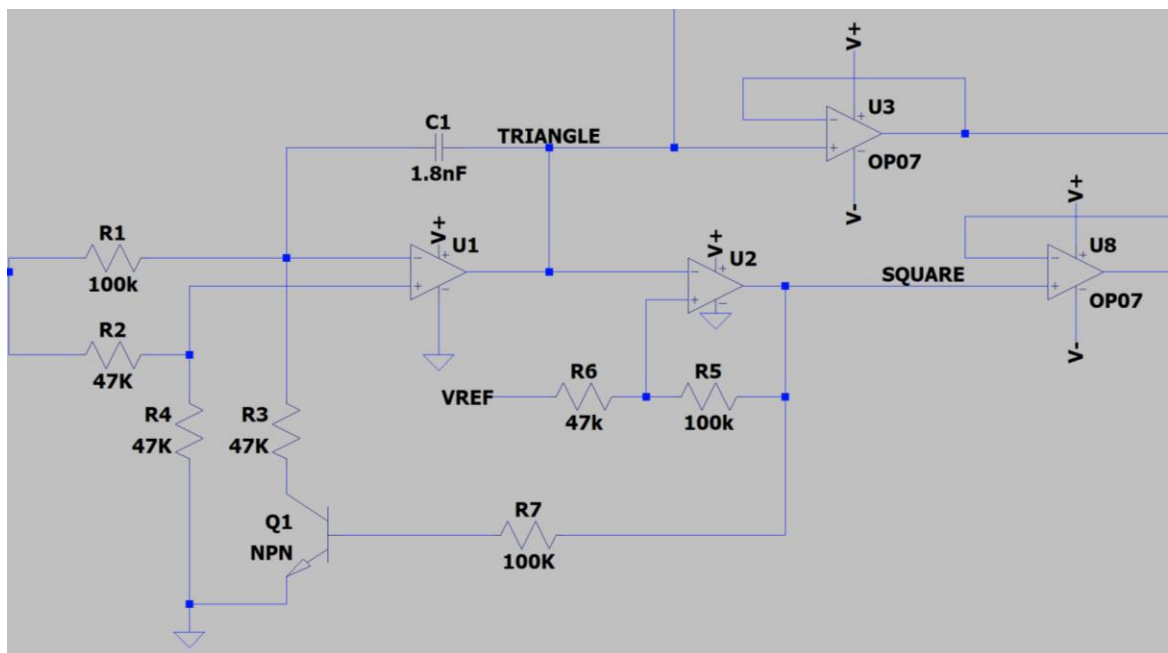 V+
U3
C1
TRIANGLE
1.8nF
OP07
V-
V+
R1
V+
U1
V+
U2
U8
100k
SQUARE
OP07
R2
V-
47K
R6
R5
VREF
R4
R3
47k
100k
47K
47K
R7
Q1
NPN
100K